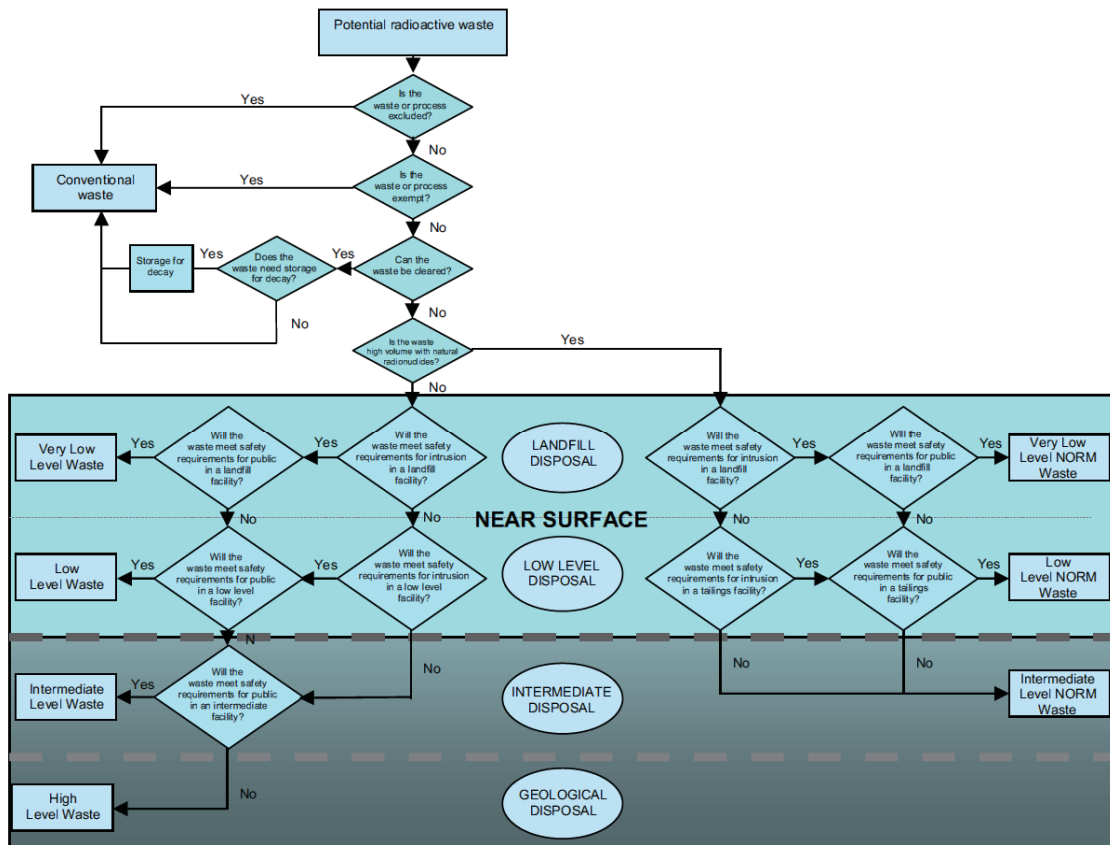 Potential radioactive waste
Is the
waste or process
excluded?
Yes
No
Conventional
waste
Yes
Is the
waste or process
exempt?
No
Storage for
decay
Yes
Does the
waste need storage
for decay?
Yes
Can the
waste be cleared?
No
No
Is the waste
high volume with natural
radionuclides?
Yes
No
Very Low
Level Waste
Yes
Will the
waste meet safety
requirements for public
in a landfill
facility?
Yes
Will the
waste meet safety
requirements for intrusion
in a landfill
facility?
LANDFILL
DISPOSAL
Will the
waste meet safety
requirements for intrusion
in a landfill
facility?
Yes
Will the
waste meet safety
requirements for public
in a landfill
facility?
Yes
Very Low
Level NORM
Waste
No
No
NEAR SURFACE
No
No
Low
Level Waste
Yes
Will the
waste meet safety
requirements for public
in a low level
facility?
Yes
Will the
waste meet safety
requirements for intrusion
in a low level
facility?
LOW LEVEL
DISPOSAL
Will the
waste meet safety
requirements for intrusion
in a tailings facility?
Yes
Will the
waste meet safety
requirements for public
in a tailings
facility?
Yes
Low
Level NORM
Waste
N
No
No
No
Intermediate
Level Waste
Yes
Will the
waste meet safety
requirements for public
in an intermediate
facility?
INTERMEDIATE
DISPOSAL
Intermediate
Level NORM
Waste
No
High
Level Waste
GEOLOGICAL
DISPOSAL